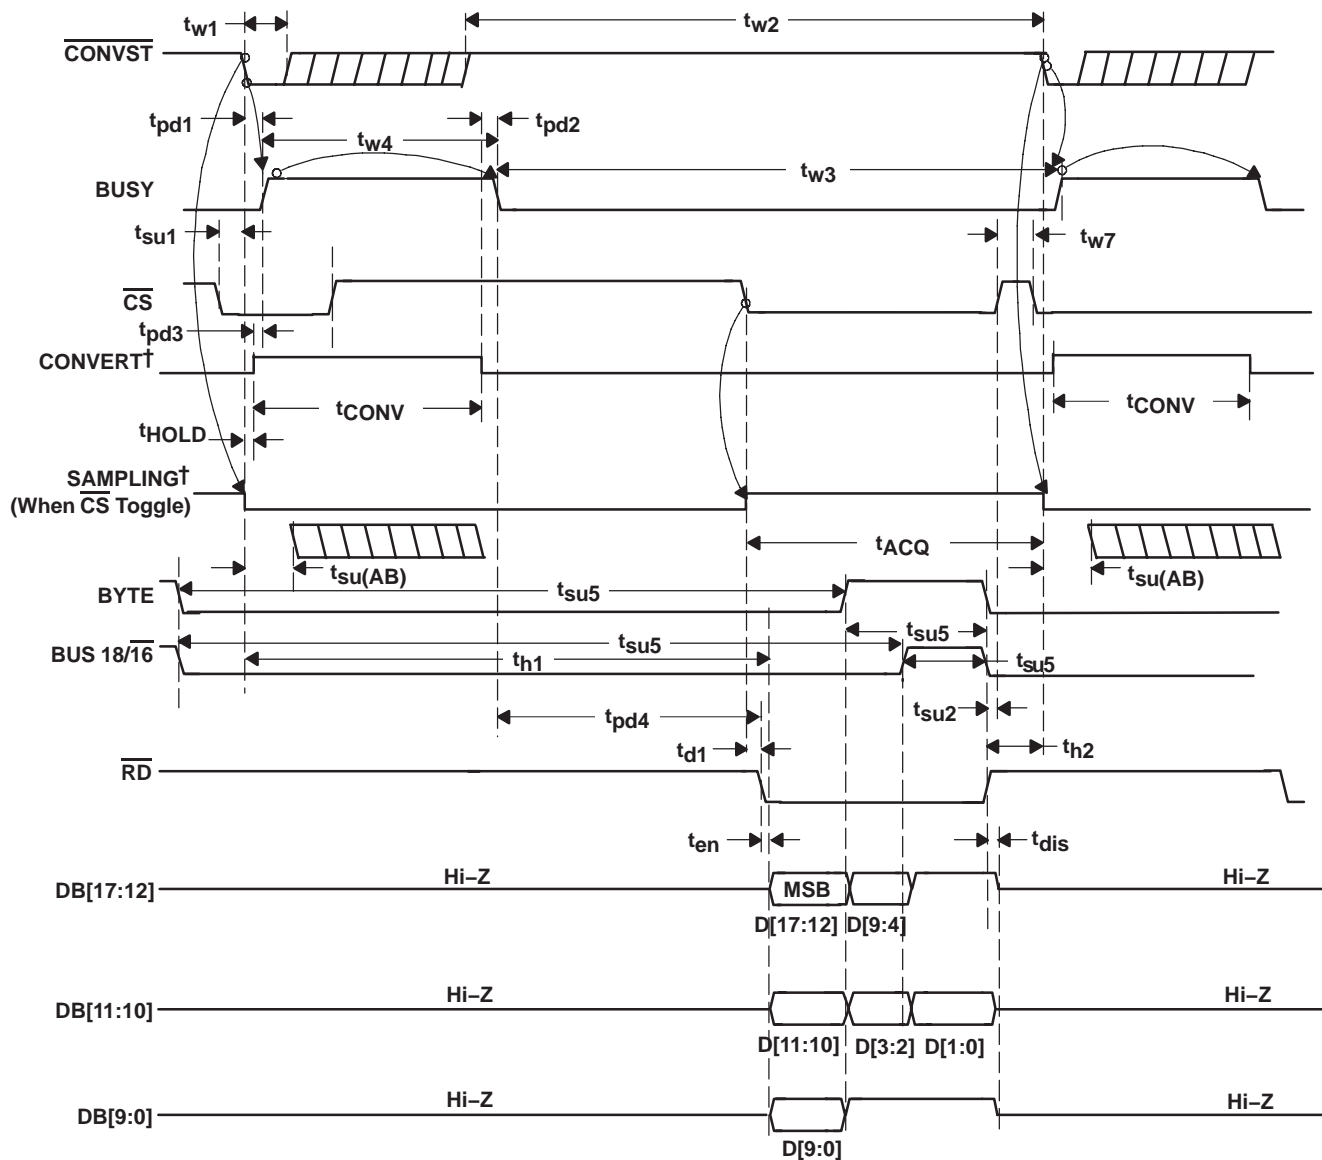 tw1
tw2
CONVST
tpd1
tw4
tpd2
tw3
BUSY
tsu1
tw7
CS
tpd3
CONVERT†
tCONV
tCONV
tHOLD
SAMPLING†
(When CS Toggle)
tACQ
tsu(AB)
tsu(AB)
BYTE
tsu5
tsu5
BUS 18/16
tsu5
th1
tsu5
tpd4
tsu2
td1
th2
RD
ten
tdis
Hi–Z
MSB
Hi–Z
DB[17:12]
D[17:12]
D[9:4]
Hi–Z
Hi–Z
DB[11:10]
D[11:10]
D[3:2]
D[1:0]
Hi–Z
Hi–Z
DB[9:0]
D[9:0]